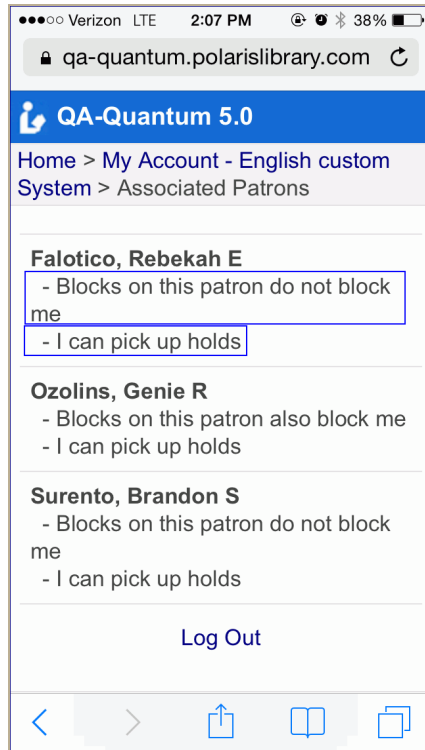 Verizon LTE 2:07 PM 38%
qa-quantum.polarislibrary.com
QA-Quantum 5.0
Home > My Account - English custom
System > Associated Patrons
Falotico, Rebekah E
- Blocks on this patron do not block
me
- I can pick up holds
Ozolins, Genie R
- Blocks on this patron also block me
- I can pick up holds
Surento, Brandon S
- Blocks on this patron do not block
me
- I can pick up holds
Log Out